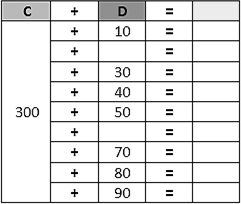 C + D =
+ 10 =
+ =
+ 30 =
+ 40 =
300 + 50 =
+ =
+ 70 =
+ 80 =
+ 90 =